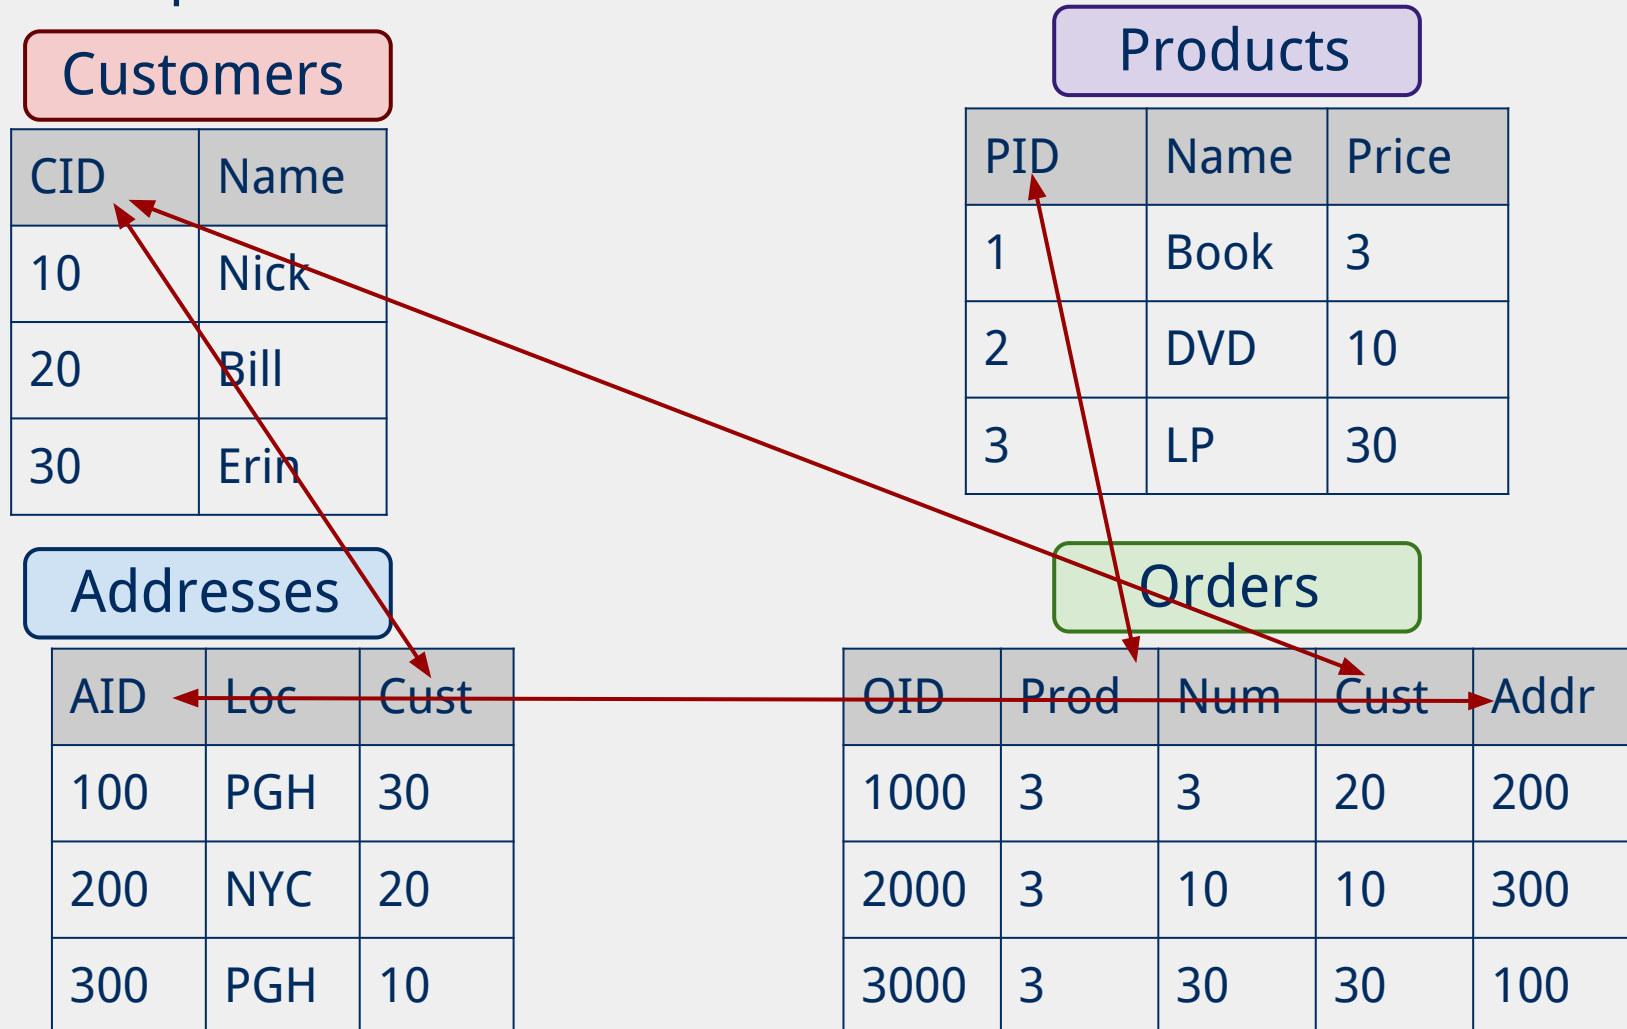 Customers
CID Name
10 Nick
20 Bill
30 Erin
Products
PID Name Price
1 Book 3
2 DVD 10
3 LP 30
Addresses
AID Loc Cust
100 PGH 30
200 NYC 20
300 PGH 10
Orders
OID Prod Num Cust Addr
1000 3 3 20 200
2000 3 10 10 300
3000 3 30 30 100